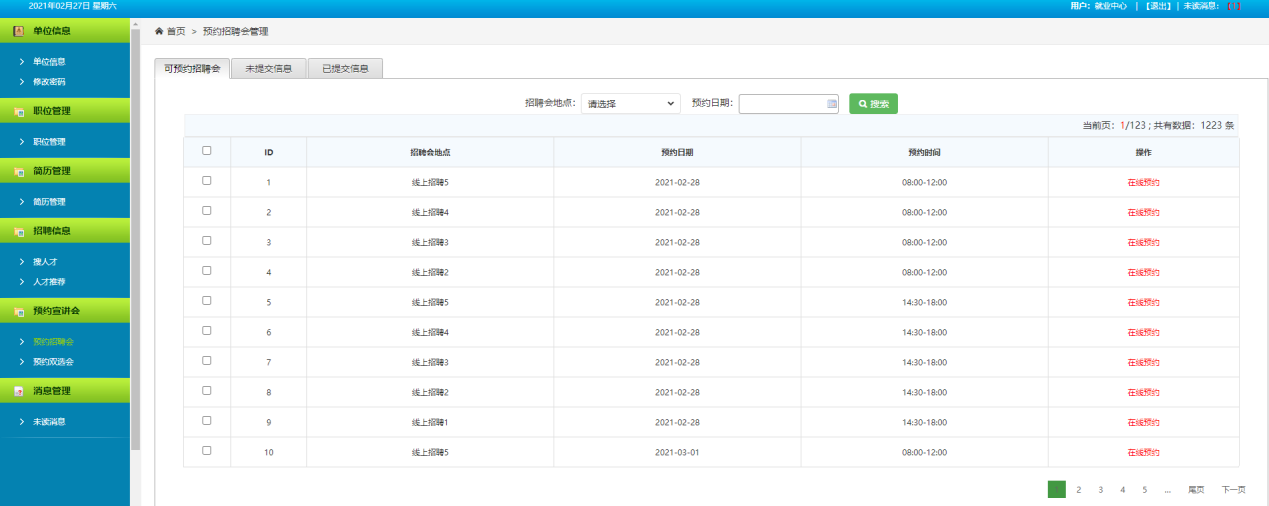 2021年02月27日 星期六
用户：就业中心 | 【退出】 | 未读消息：
单位信息
单位信息
修改密码
职位管理
职位管理
简历管理
简历管理
招聘信息
搜人才
人才推荐
预约宣讲会
预约招聘会
预约双选会
消息管理
未读消息
首页 > 预约招聘会管理
可预约招聘会 未提交信息 已提交信息
招聘会地点： 请选择 预约日期： 搜索
当前页：1/123 ; 共有数据：1223 条
ID 招聘会地点 预约日期 预约时间 操作
1 线上招聘5 2021-02-28 08:00-12:00 在线预约
2 线上招聘4 2021-02-28 08:00-12:00 在线预约
3 线上招聘3 2021-02-28 08:00-12:00 在线预约
4 线上招聘2 2021-02-28 08:00-12:00 在线预约
5 线上招聘5 2021-02-28 14:30-18:00 在线预约
6 线上招聘4 2021-02-28 14:30-18:00 在线预约
7 线上招聘3 2021-02-28 14:30-18:00 在线预约
8 线上招聘2 2021-02-28 14:30-18:00 在线预约
9 线上招聘1 2021-02-28 14:30-18:00 在线预约
10 线上招聘5 2021-03-01 08:00-12:00 在线预约
2 3 4 5 ... 尾页 下一页